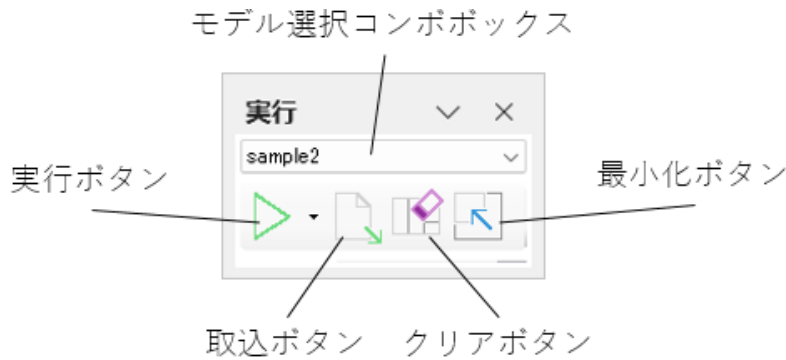 モデル選択コンボボックス
実行
sample2
実行ボタン
最小化ボタン
取込ボタン
クリアボタン